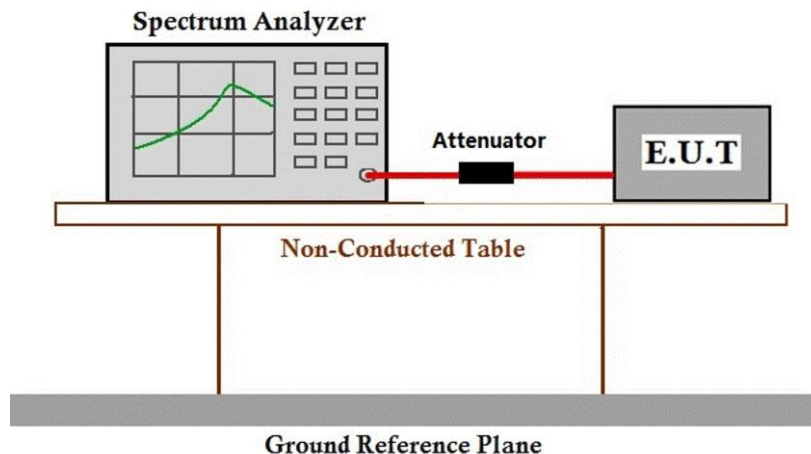 Spectrum Analyzer
Attenuator
E.U.T
Non-Conducted Table
Ground Reference Plane